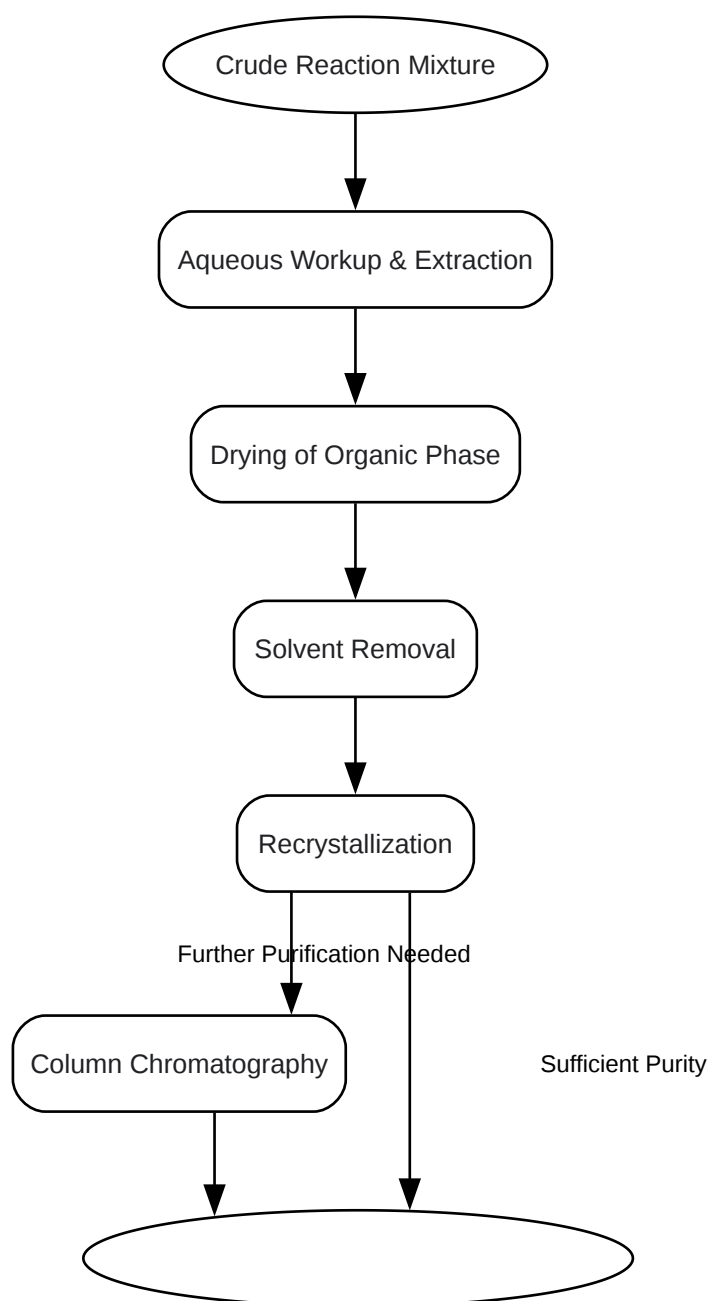 Crude Reaction Mixture
Aqueous Workup & Extraction
Drying of Organic Phase
Solvent Removal
Recrystallization
Further Purification Needed
Column Chromatography
Sufficient Purity